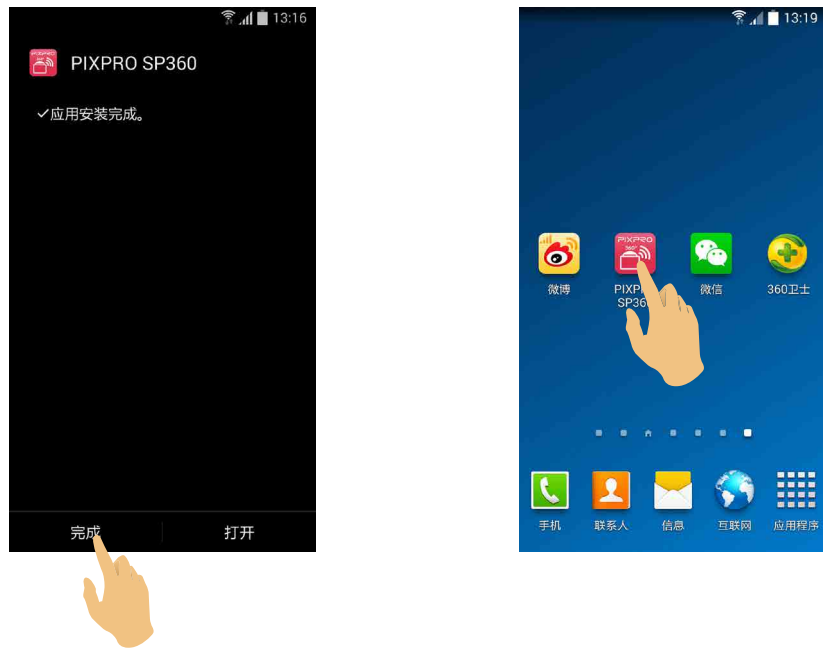 13:16
PIXPRO SP360
✓应用安装完成。
完成
打开
13:19
PIXPRO
360°
微博
微信
360卫士
手机
联系人
信息
互联网
应用程序